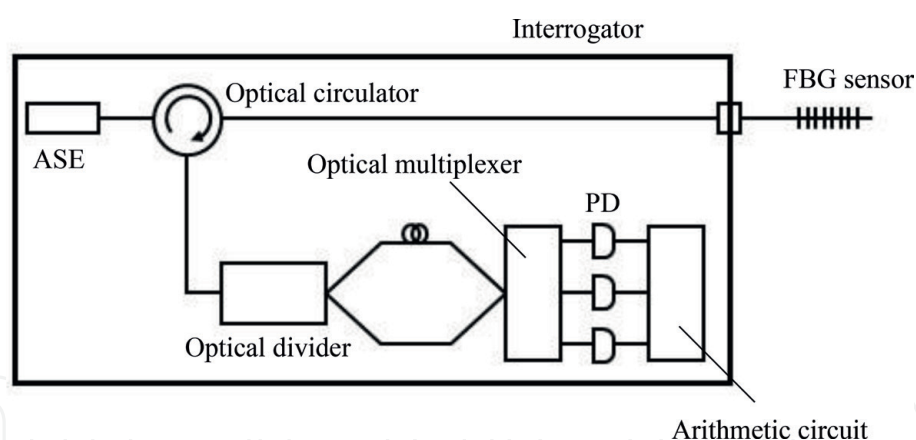 Interrogator
FBG sensor
Optical circulator
ASE
Optical multiplexer
PD
Optical divider
Arithmetic circuit